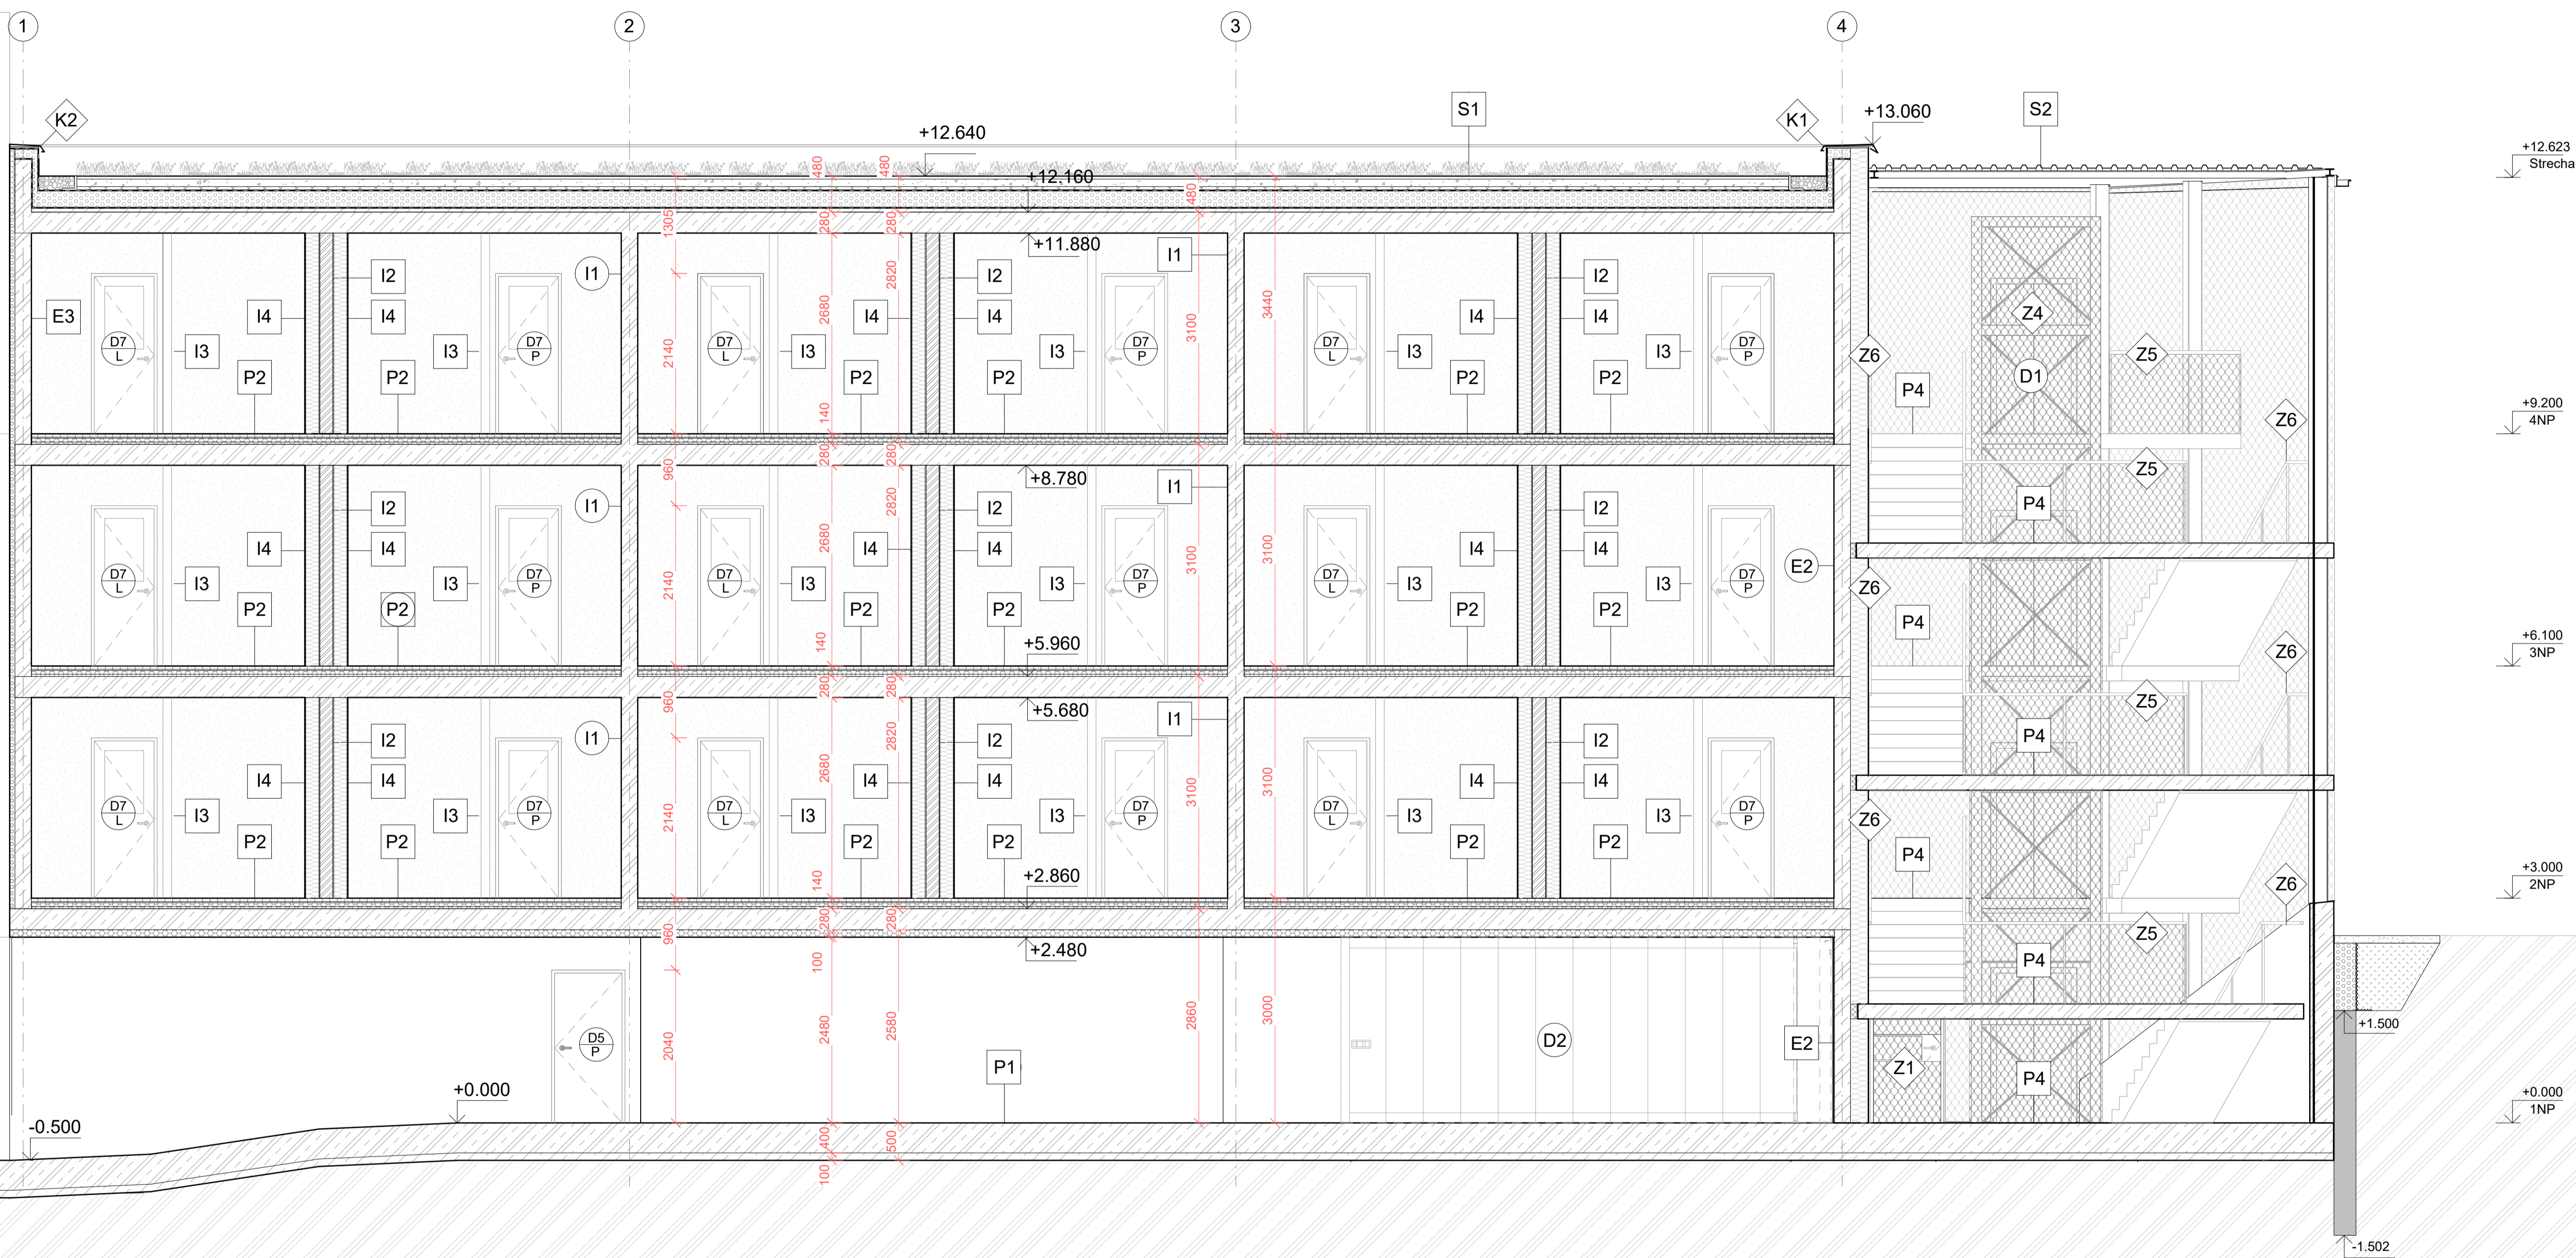 1
2
3
4
K2
+12.640
S1
K1
+13.060
S2
+12.623
Strecha
480
480
+12.160
480
1305
280
280
+11.880
I1
I1
I2
I2
I2
E3
I4
I4
I4
I4
I4
I4
2820
2680
3100
3440
Z4
D7
L
I3
I3
D7
P
D7
L
I3
I3
D7
P
D7
L
I3
I3
D7
P
2140
Z6
Z5
D1
P2
P2
P2
P2
P2
P2
P4
140
+9.200
4NP
Z6
280
280
960
+8.780
Z5
I1
I1
I2
I2
I2
P4
2820
2680
3100
3100
I4
I4
I4
I4
I4
I4
E2
D7
L
I3
I3
D7
P
D7
L
I3
I3
D7
P
D7
L
I3
I3
D7
P
2140
Z6
P2
P2
P2
P2
P2
P2
P4
140
+5.960
+6.100
3NP
Z6
280
280
960
+5.680
Z5
I1
I1
I2
I2
I2
P4
2820
2680
3100
3100
I4
I4
I4
I4
I4
I4
D7
L
I3
I3
D7
P
D7
L
I3
I3
D7
P
D7
L
I3
I3
D7
P
2140
Z6
P2
P2
P2
P2
P2
P2
P4
140
+2.860
+3.000
2NP
Z6
280
280
960
+2.480
Z5
100
P4
2040
2480
2580
2860
3000
D5
P
D2
E2
+1.500
P1
Z1
P4
+0.000
+0.000
1NP
-0.500
400
500
100
-1.502